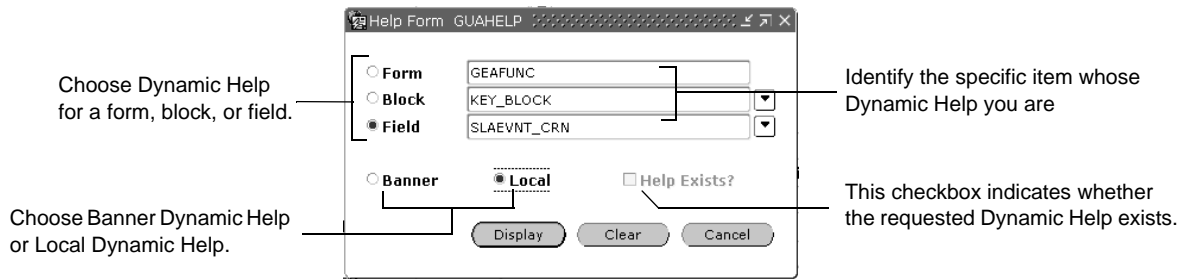 Help Form GUAHELP
Choose Dynamic Help
for a form, block, or field.
Form GEAFUNC
Block KEY_BLOCK
Field SLAEVNT_CRN
Identify the specific item whose
Dynamic Help you are
Banner Local Help Exists?
Choose Banner Dynamic Help
or Local Dynamic Help.
This checkbox indicates whether
the requested Dynamic Help exists.
Display Clear Cancel